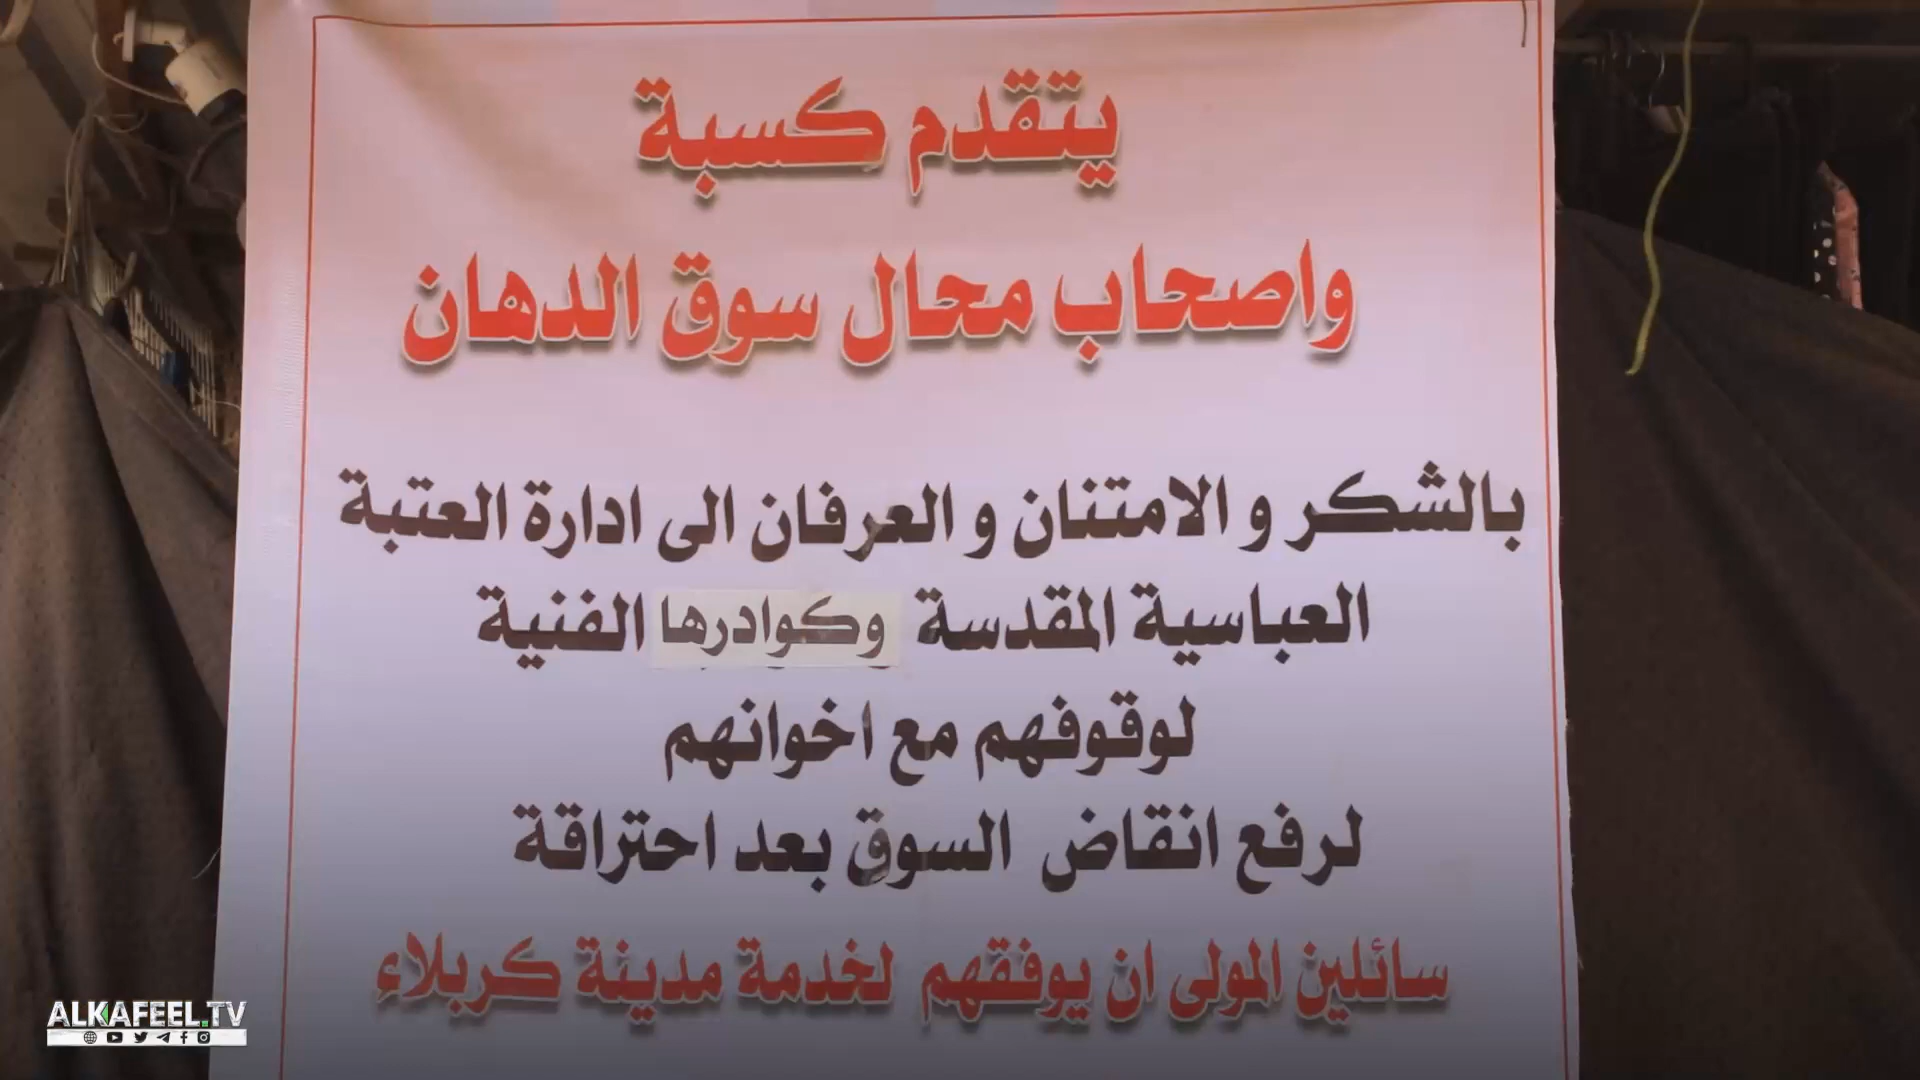 يتقدم كسبة
واصحاب محال سوق الدهان
بالشكر و الامتنان و العرفان الى ادارة العتبة
العباسية المقدسة وكوادرها الفنية
لوقوفهم مع اخوانهم
لرفع انقاض السوق بعد احتراقة
سائلين المولى ان يوفقهم لخدمة مدينة كربلاء
ALKAFEEL.TV